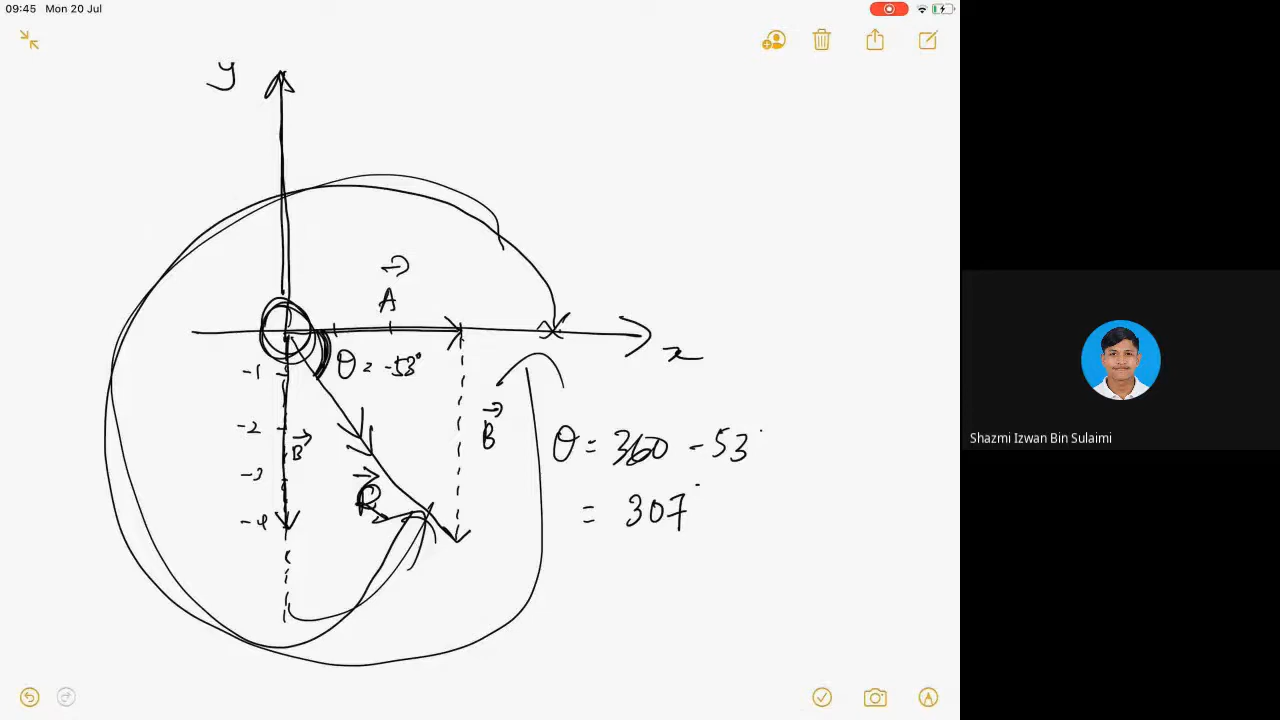 09:45 Mon 20 Jul
y
A
x
θ = -53°
-1
-2
B
B
-3
R
-4
θ = 360 - 53°
= 307°
Shazmi Izwan Bin Sulaimi